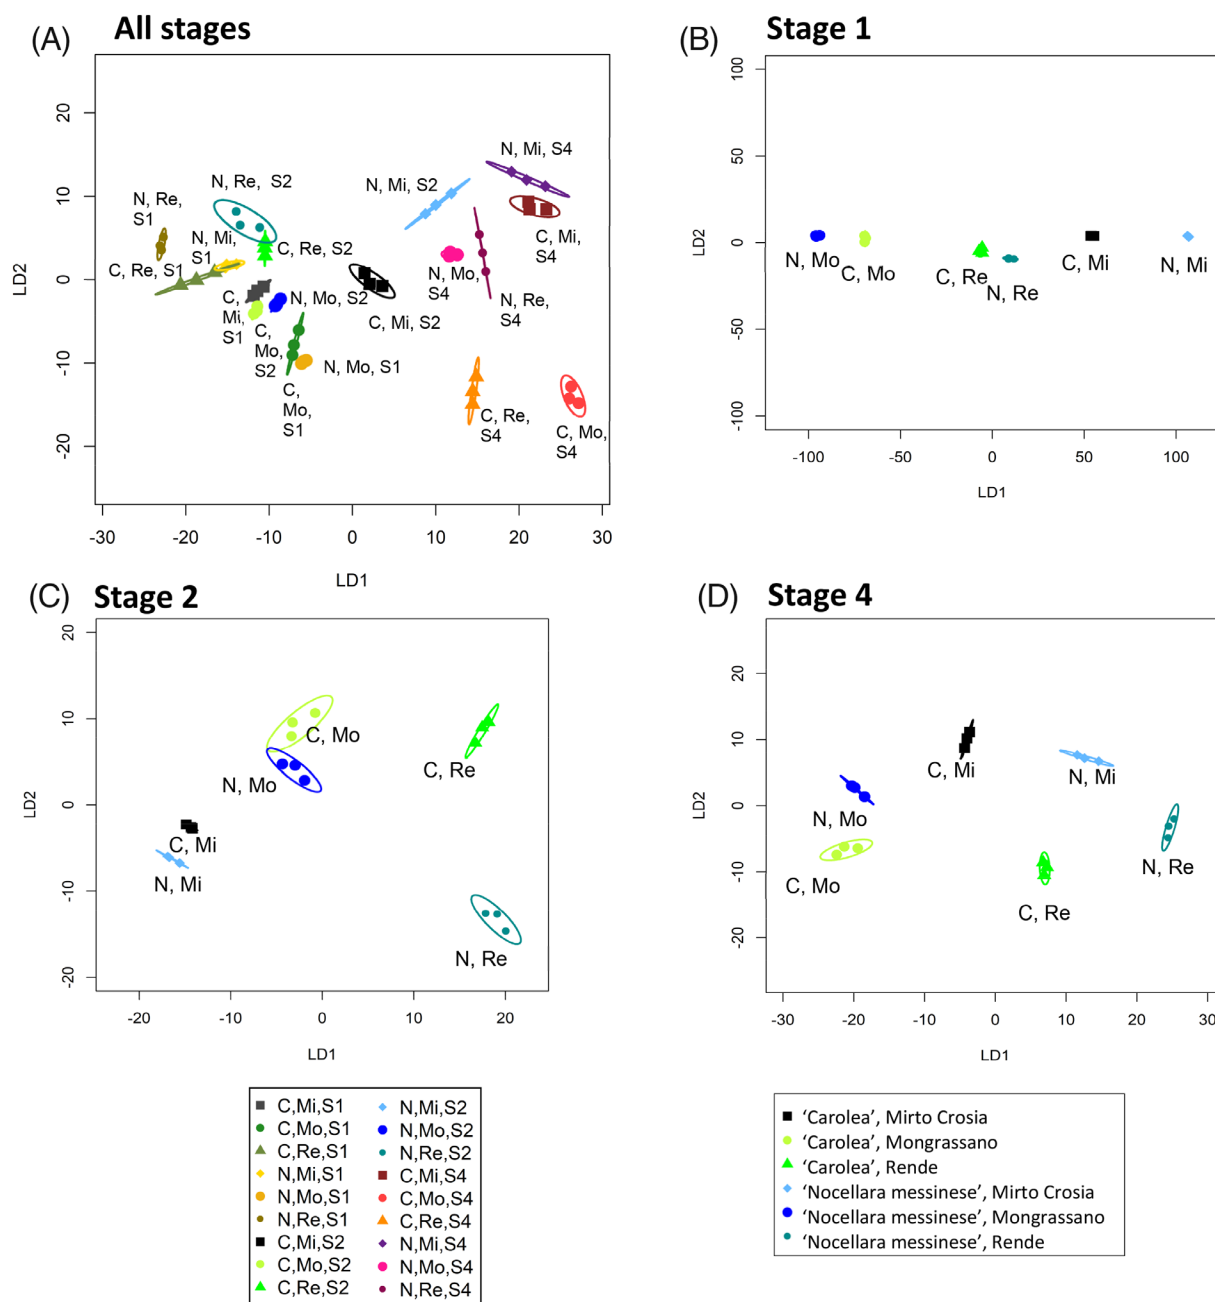 (A) All stages
20
10
0
-10
-20
LD2
-30 -20 -10 0 10 20 30
LD1
N, Re,
S1
N, Re, S2
N, Mi,
S1
C, Re, S1
C, Re, S2
C,
Mi,
S1
N, Mo, S2
C,
Mo,
S2
C,
Mo,
S1
N, Mo, S1
N, Mi, S2
C, Mi, S2
N, Mi, S4
C, Mi,
S4
N, Mo,
S4
N, Re,
S4
C, Re,
S4
C, Mo,
S4
(B) Stage 1
100
50
0
-50
-100
LD2
-100 -50 0 50 100
LD1
N, Mo
C, Mo
C, Re
N, Re
C, Mi
N, Mi
(C) Stage 2
20
10
0
-10
-20
LD2
-20 -10 0 10 20
LD1
C, Mo
N, Mo
C, Re
C, Mi
N, Mi
N, Re
(D) Stage 4
20
10
0
-10
-20
LD2
-30 -20 -10 0 10 20 30
LD1
C, Mi
N, Mi
N, Mo
C, Mo
C, Re
N, Re
C,Mi,S1
C,Mo,S1
C,Re,S1
N,Mi,S1
N,Mo,S1
N,Re,S1
C,Mi,S2
C,Mo,S2
C,Re,S2
N,Mi,S2
N,Mo,S2
N,Re,S2
C,Mi,S4
C,Mo,S4
C,Re,S4
N,Mi,S4
N,Mo,S4
N,Re,S4
‘Carolea’, Mirto Crosia
‘Carolea’, Mongrassano
‘Carolea’, Rende
‘Nocellara messinese’, Mirto Crosia
‘Nocellara messinese’, Mongrassano
‘Nocellara messinese’, Rende